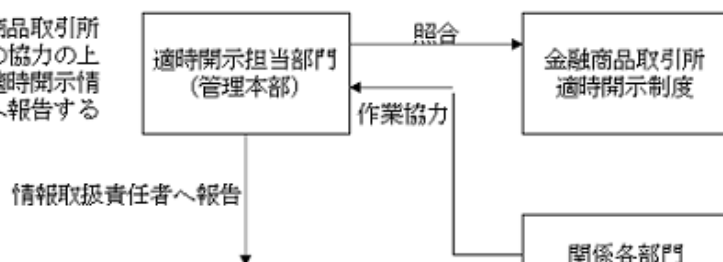 商品取引所
の協力の上
適時開示情
へ報告する
適時開示担当部門
(管理本部)
照合
金融商品取引所
適時開示制度
作業協力
情報取扱責任者へ報告
関係各部門